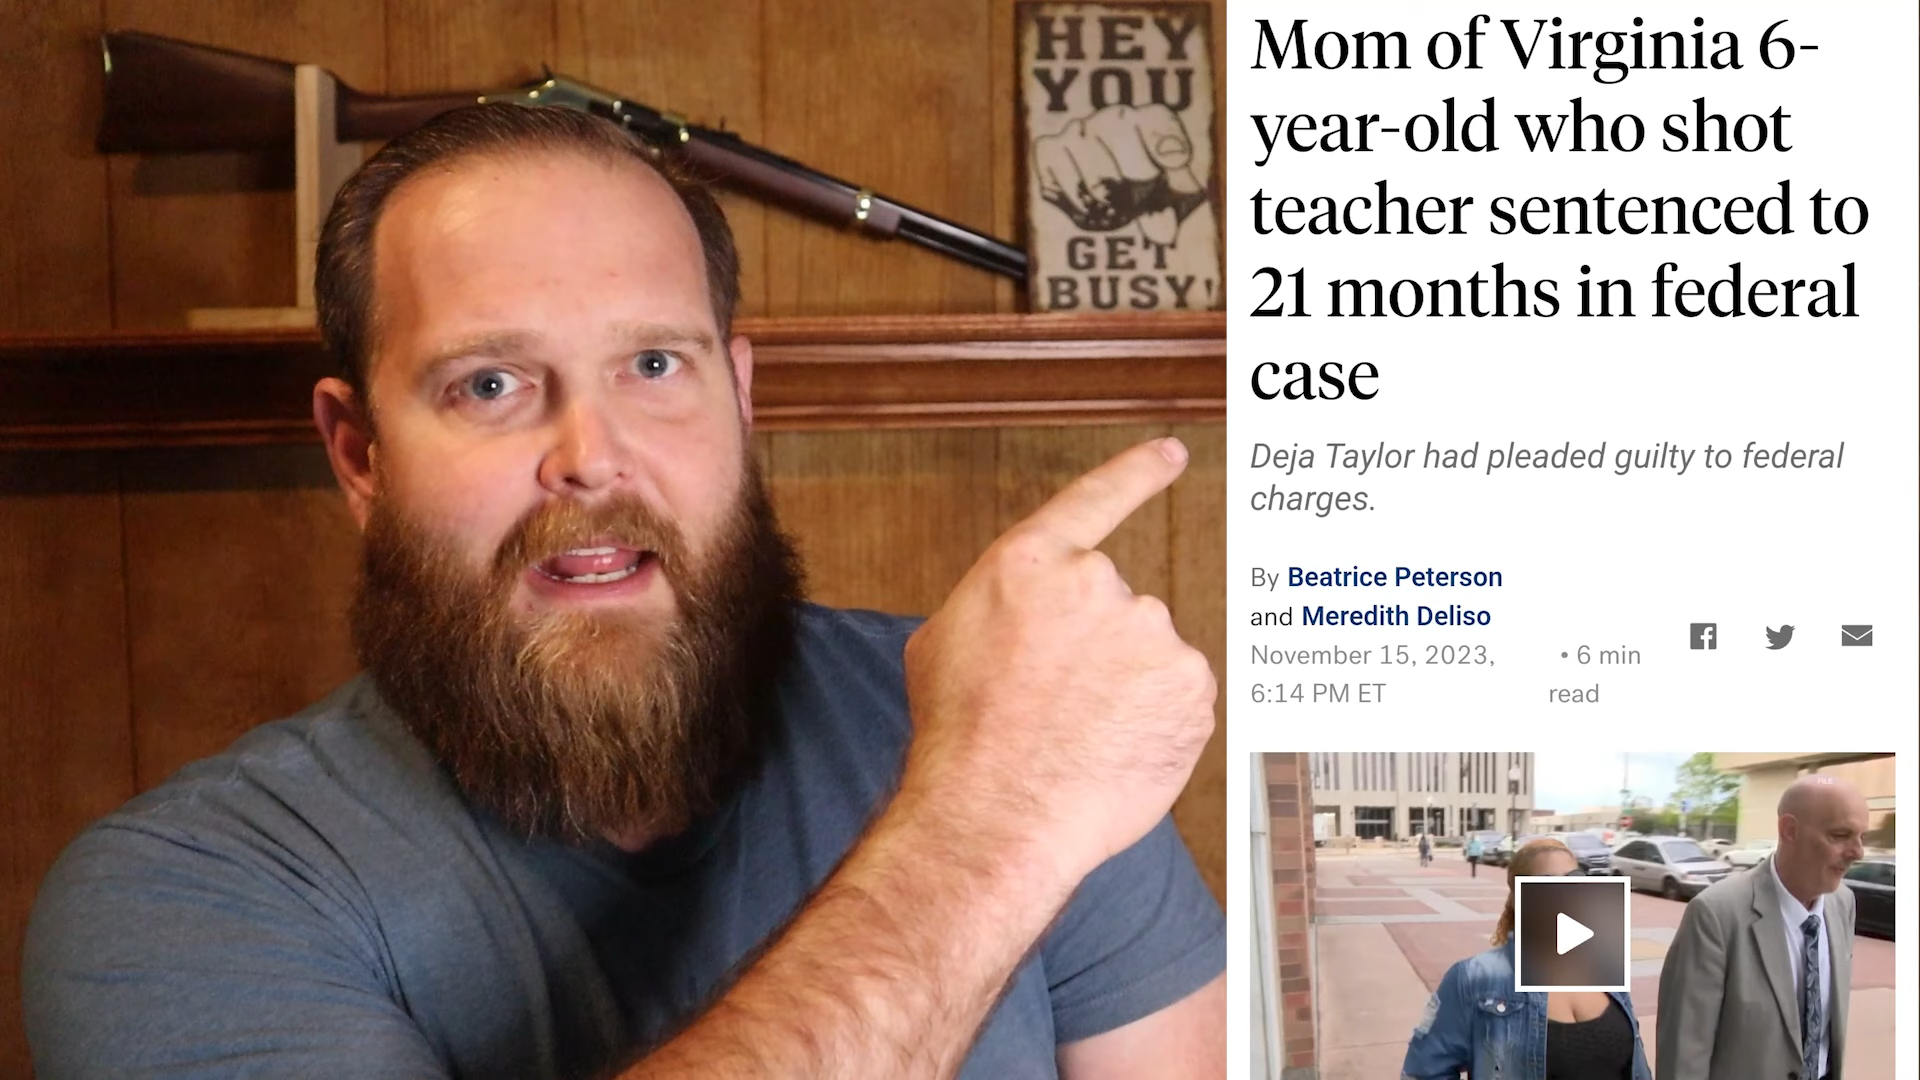 HEY
YOU
GET
BUSY!
Mom of Virginia 6-
year-old who shot
teacher sentenced to
21 months in federal
case
Deja Taylor had pleaded guilty to federal
charges.
By Beatrice Peterson
and Meredith Deliso
November 15, 2023, • 6 min
6:14 PM ET read
FILE